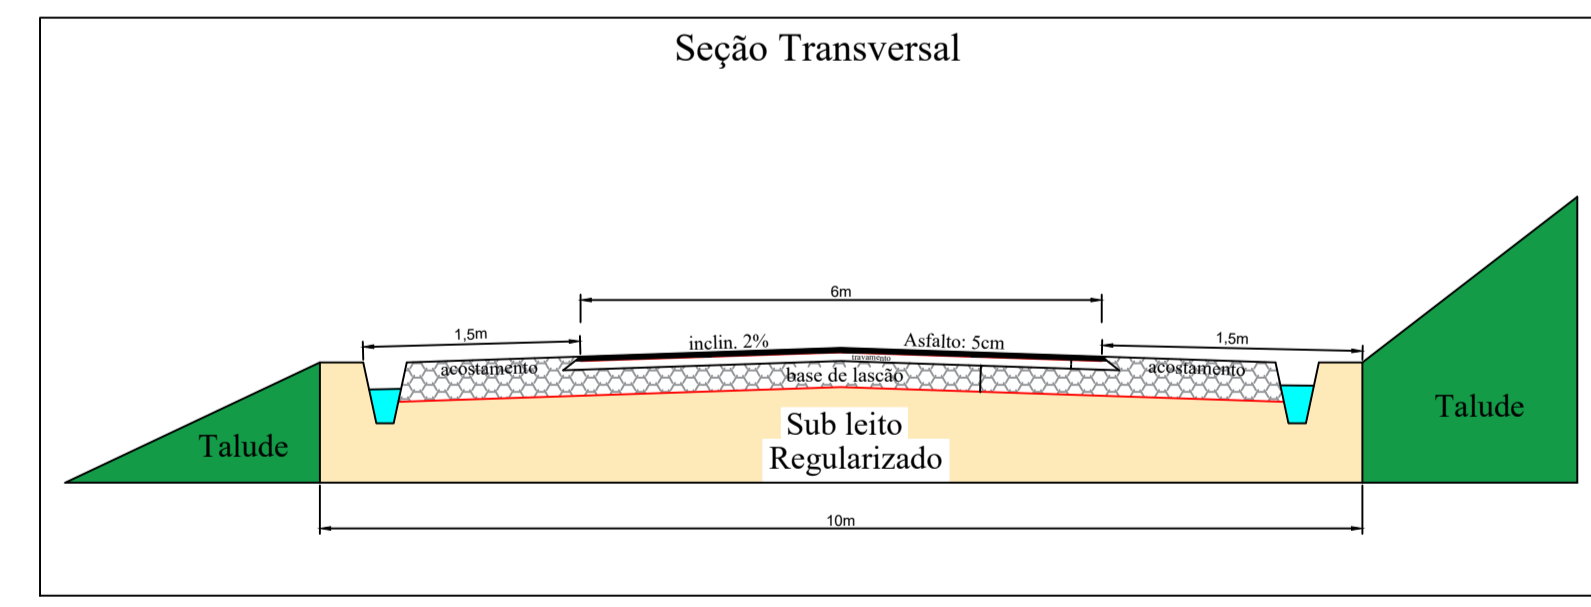 Seção Transversal
6m
1,5m
inclin. 2%
Asfalto: 5cm
1,5m
travamento
acostamento
base de lascão
acostamento
Talude
Sub leito
Regularizado
Talude
10m